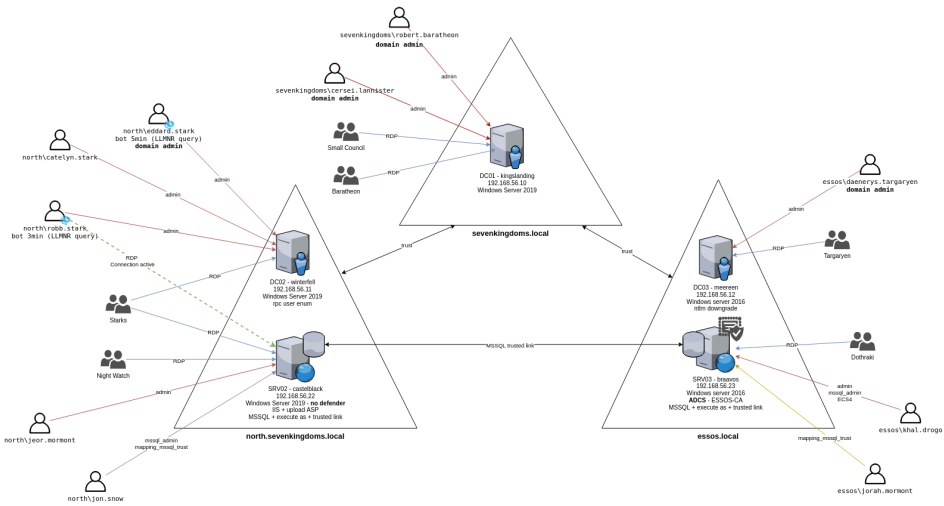 sevenkingdoms\robert.baratheon
domain admin
admin
sevenkingdoms\cersei.lannister
domain admin
admin
RDP
Small Council
RDP
Baratheon
DC01 - kingslanding
192.168.56.10
Windows Server 2019
sevenkingdoms.local
trust
trust
north\eddard.stark
bot 5min (LLMNR query)
domain admin
admin
north\catelyn.stark
admin
north\robb.stark
bot 3min (LLMNR query)
admin
RDP
Connection active
RDP
Starks
RDP
DC02 - winterfell
192.168.56.11
Windows Server 2019
rpc user enum
Night Watch
RDP
admin
north\jeor.mormont
mssql_admin
mapping_mssql_trust
north\jon.snow
SRV02 - castelblack
192.168.56.22
Windows Server 2019 - no defender
IIS + upload ASP
MSSQL + execute as + trusted link
north.sevenkingdoms.local
MSSQL trusted link
essos\daenerys.targaryen
domain admin
admin
RDP
Targaryen
DC03 - meereen
192.168.56.12
Windows server 2016
ntlm downgrade
RDP
Dothraki
SRV03 - braavos
192.168.56.23
Windows server 2016
ADCS - ESSOS-CA
MSSQL + execute as + trusted link
admin
mssql_admin
ECS4
essos\khal.drogo
mapping_mssql_trust
essos\jorah.mormont
essos.local